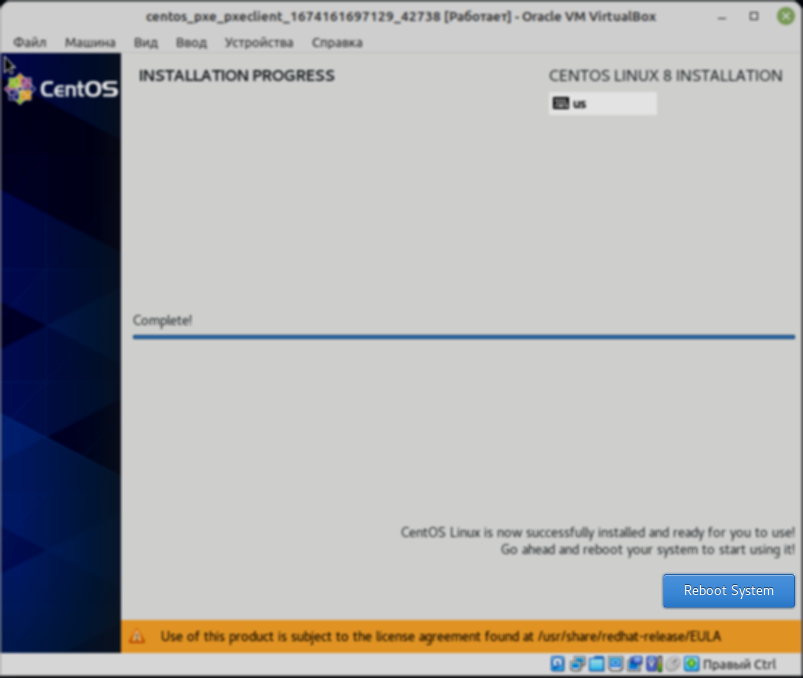 centos_pxe_pxeclient_1674161697129_42738 [Работает] - Oracle VM VirtualBox
Файл Машина Вид Ввод Устройства Справка
CentOS
INSTALLATION PROGRESS
CENTOS LINUX 8 INSTALLATION
us
Complete!
CentOS Linux is now successfully installed and ready for you to use!
Go ahead and reboot your system to start using it!
Reboot System
Use of this product is subject to the license agreement found at /usr/share/redhat-release/EULA
Правый Ctrl